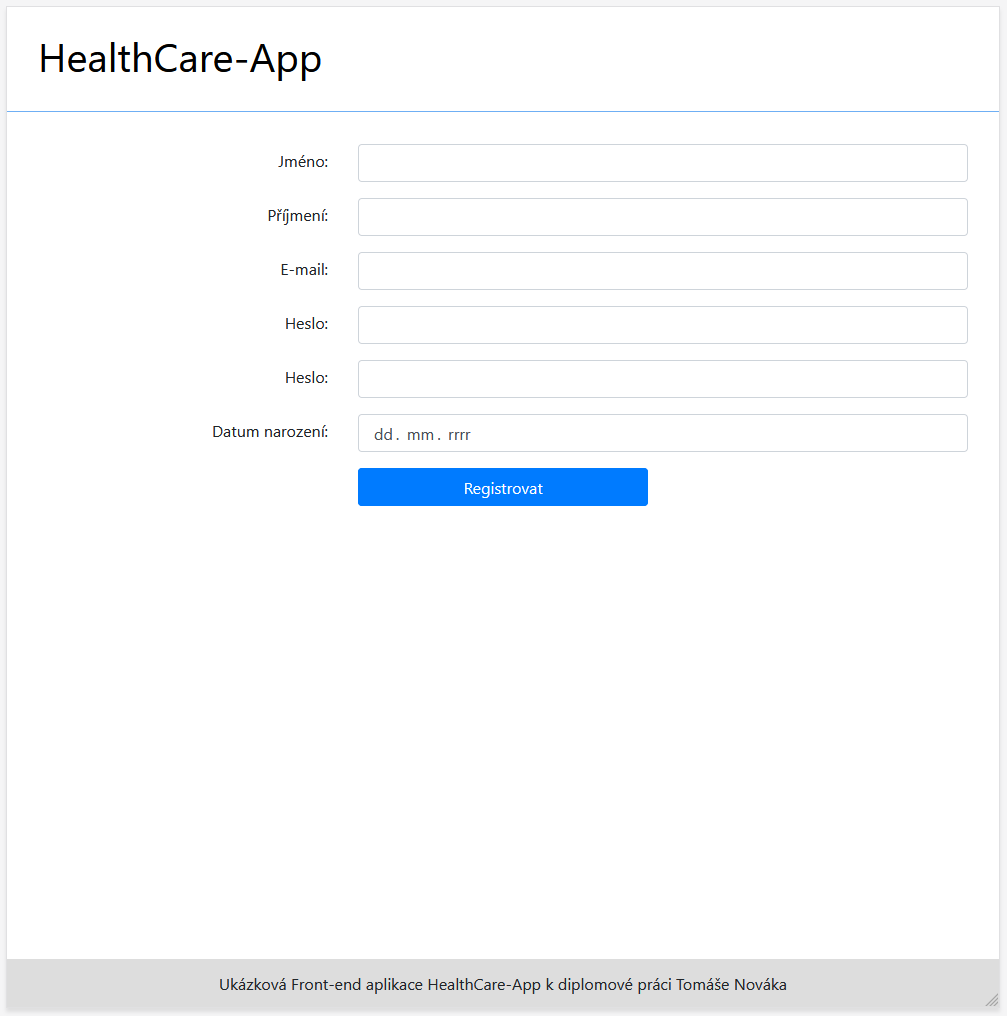 HealthCare-App
Jméno:
Příjmení:
E-mail:
Heslo:
Heslo:
Datum narození:
dd. mm. rrrr
Registrovat
Ukázková Front-end aplikace HealthCare-App k diplomové práci Tomáše Nováka